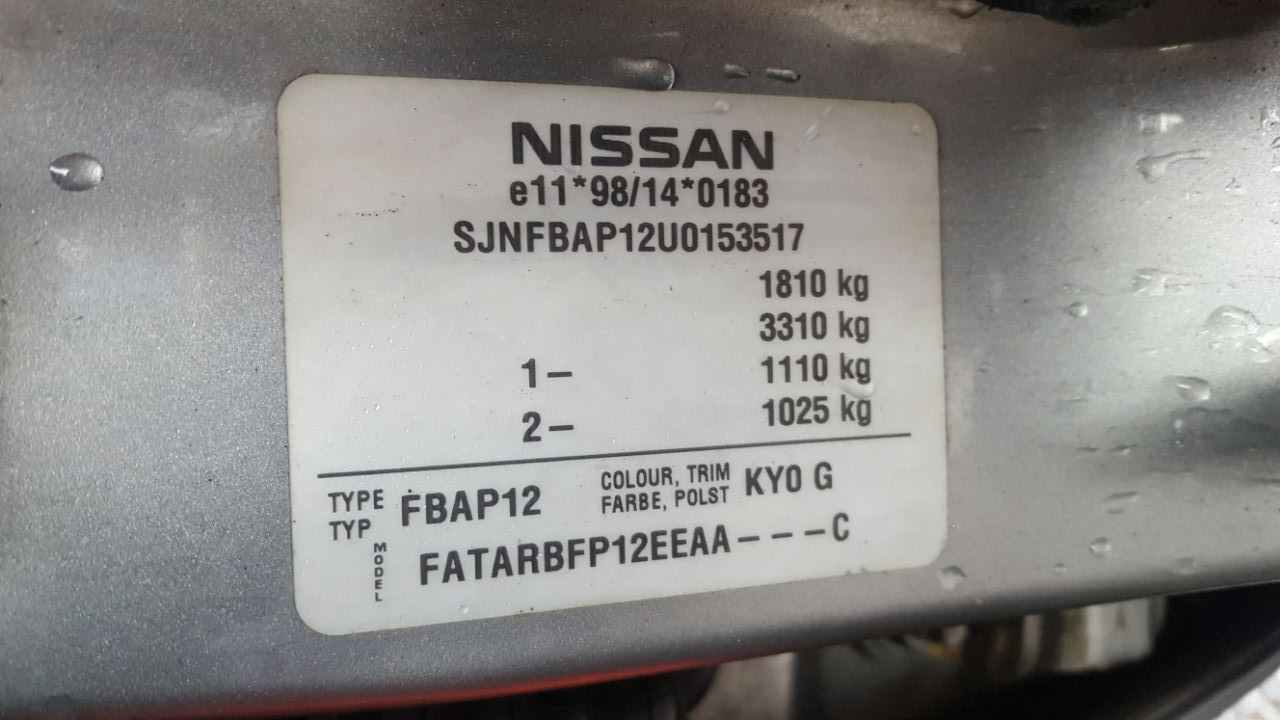 NISSAN
e11*98/14*0183
SJNFBAP12U0153517
1810 kg
3310 kg
1– 1110 kg
2– 1025 kg
TYPE
TYP
FBAP12
COLOUR, TRIM
FARBE, POLST
KY0 G
MODEL
FATARBFP12EEAA–––C